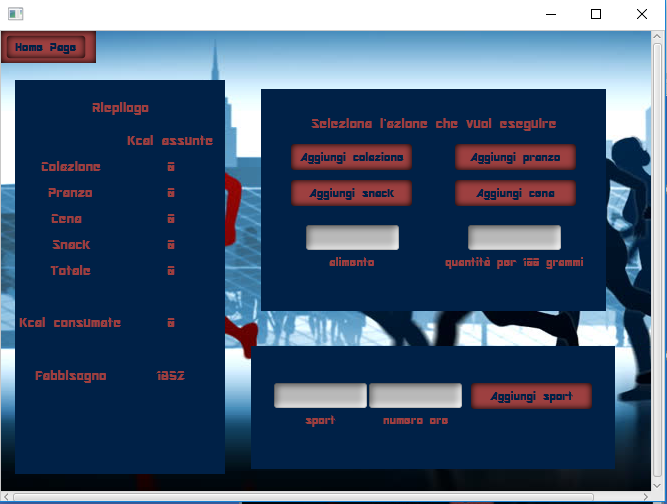 Home Page
Riepilogo
Kcal assunte
Colazione 0
Pranzo 0
Cena 0
Snack 0
Totale 0
Kcal consumate 0
Fabbisogno 1852
Seleziona l'azione che vuoi eseguire
Aggiungi colazione Aggiungi pranzo
Aggiungi snack Aggiungi cena
alimento quantità per 100 grammi
Aggiungi sport
sport numero ore